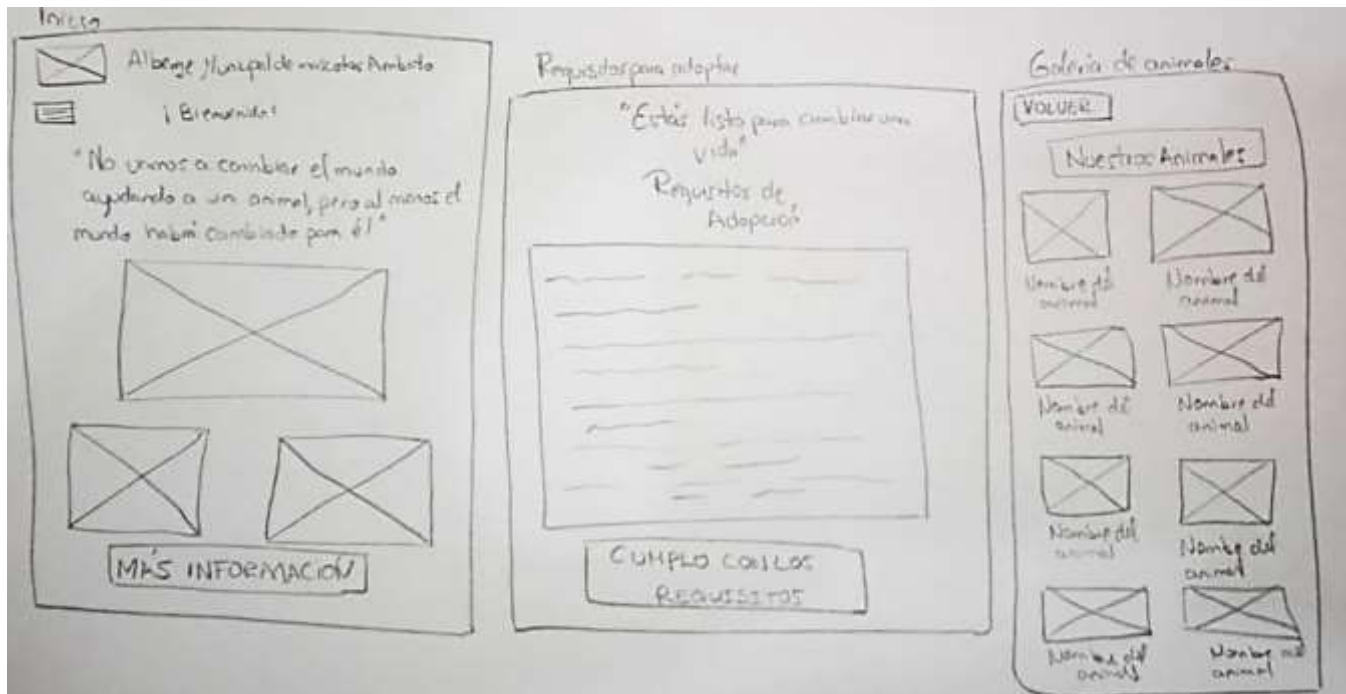 Inicio
Albergue Municipal de mascotas Ambato
¡Bienvenido!
"No vamos a cambiar el mundo
ayudando a un animal, pero al menos el
mundo habrá cambiado para él"
MÁS INFORMACIÓN
Requisitos para adoptar
"Estás listo para cambiar una
vida"
Requisitos de
Adopción
CUMPLO CON LOS
REQUISITOS
Galeria de animales
VOLVER
Nuestros Animales
Nombre del
animal
Nombre del
animal
Nombre del
animal
Nombre del
animal
Nombre del
animal
Nombre del
animal
Nombre del
animal
Nombre del
animal